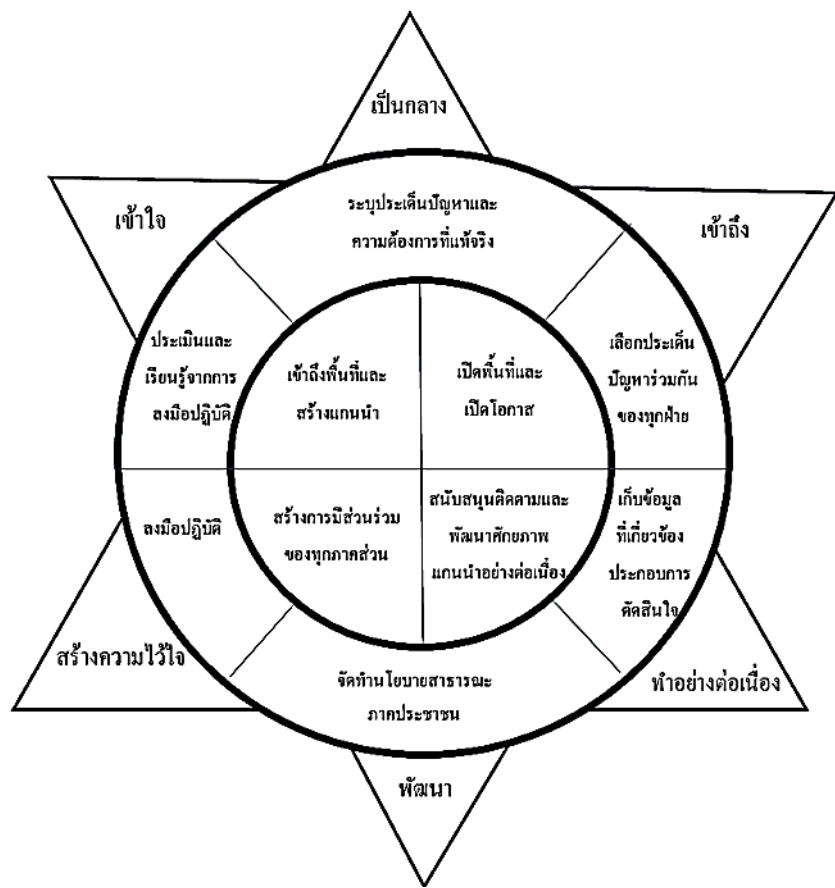 เป็นกลาง
เข้าใจ
เข้าถึง
ระบุประเด็นปัญหาและ
ความต้องการที่แท้จริง
ประเมินและ
เรียนรู้จากการ
ลงมือปฏิบัติ
เข้าถึงพื้นที่และ
สร้างแกนนำ
เปิดพื้นที่และ
เปิดโอกาส
เลือกประเด็น
ปัญหาร่วมกัน
ของทุกฝ่าย
ลงมือปฏิบัติ
สร้างการมีส่วนร่วม
ของทุกภาคส่วน
สนับสนุนติดตามและ
พัฒนาศักยภาพ
แกนนำอย่างต่อเนื่อง
เก็บข้อมูล
ที่เกี่ยวข้อง
ประกอบการ
ตัดสินใจ
สร้างความไว้ใจ
จัดทำนโยบายสาธารณะ
ภาคประชาชน
ทำอย่างต่อเนื่อง
พัฒนา